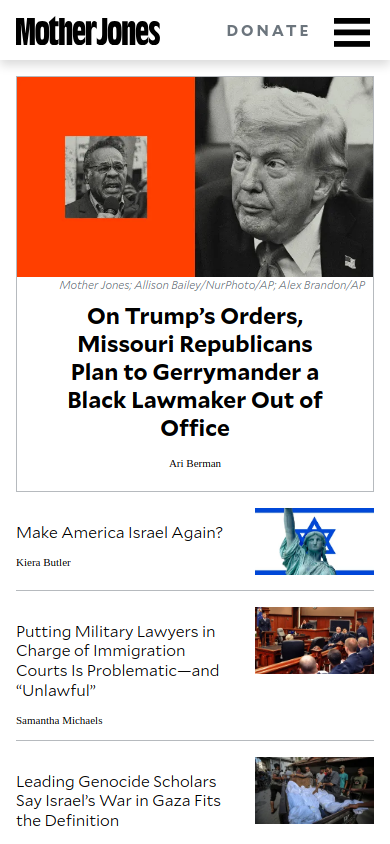 Mother Jones
DONATE
Mother Jones; Allison Bailey/NurPhoto/AP; Alex Brandon/AP
On Trump’s Orders,
Missouri Republicans
Plan to Gerrymander a
Black Lawmaker Out of
Office
Ari Berman
Make America Israel Again?
Kiera Butler
Putting Military Lawyers in
Charge of Immigration
Courts Is Problematic—and
“Unlawful”
Samantha Michaels
Leading Genocide Scholars
Say Israel’s War in Gaza Fits
the Definition